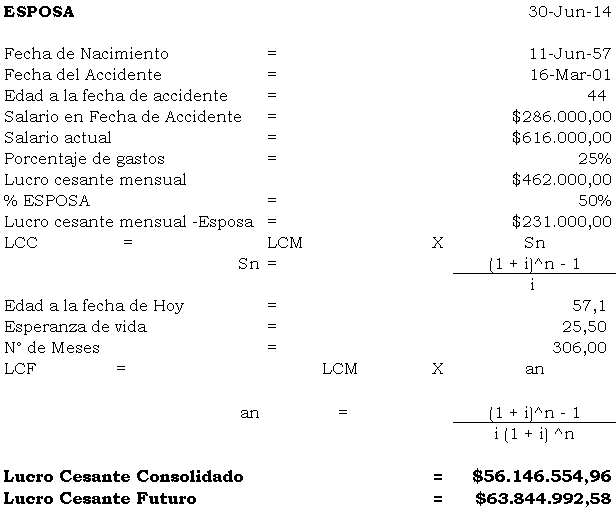 ESPOSA 30-Jun-14
Fecha de Nacimiento = 11-Jun-57
Fecha del Accidente = 16-Mar-01
Edad a la fecha de accidente = 44
Salario en Fecha de Accidente = $286.000,00
Salario actual = $616.000,00
Porcentaje de gastos = 25%
Lucro cesante mensual $462.000,00
% ESPOSA = 50%
Lucro cesante mensual -Esposa = $231.000,00
LCC = LCM X Sn
Sn = (1 + i)^n - 1
i
Edad a la fecha de Hoy = 57,1
Esperanza de vida = 25,50
N° de Meses = 306,00
LCF = LCM X an
an = (1 + i)^n - 1
i (1 + i) ^n
Lucro Cesante Consolidado = $56.146.554,96
Lucro Cesante Futuro = $63.844.992,58